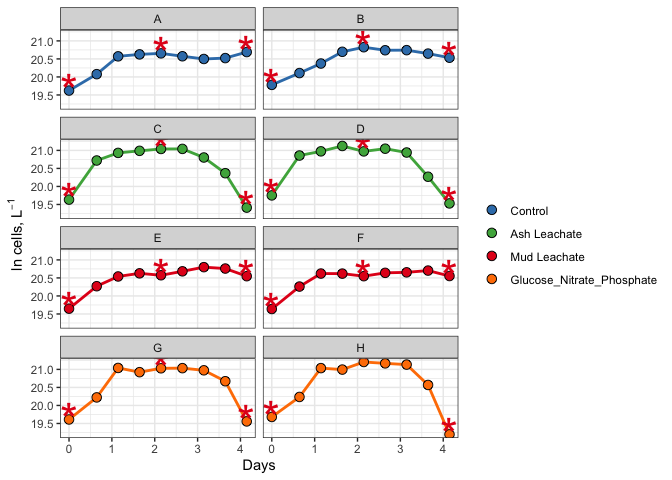 A B
21.0
20.5
20.0
19.5
C D
21.0
20.5
20.0
19.5
E F
21.0
20.5
20.0
19.5
G H
21.0
20.5
20.0
19.5
0 1 2 3 4 0 1 2 3 4
Days
ln cells, L⁻¹
Control
Ash Leachate
Mud Leachate
Glucose_Nitrate_Phosphate